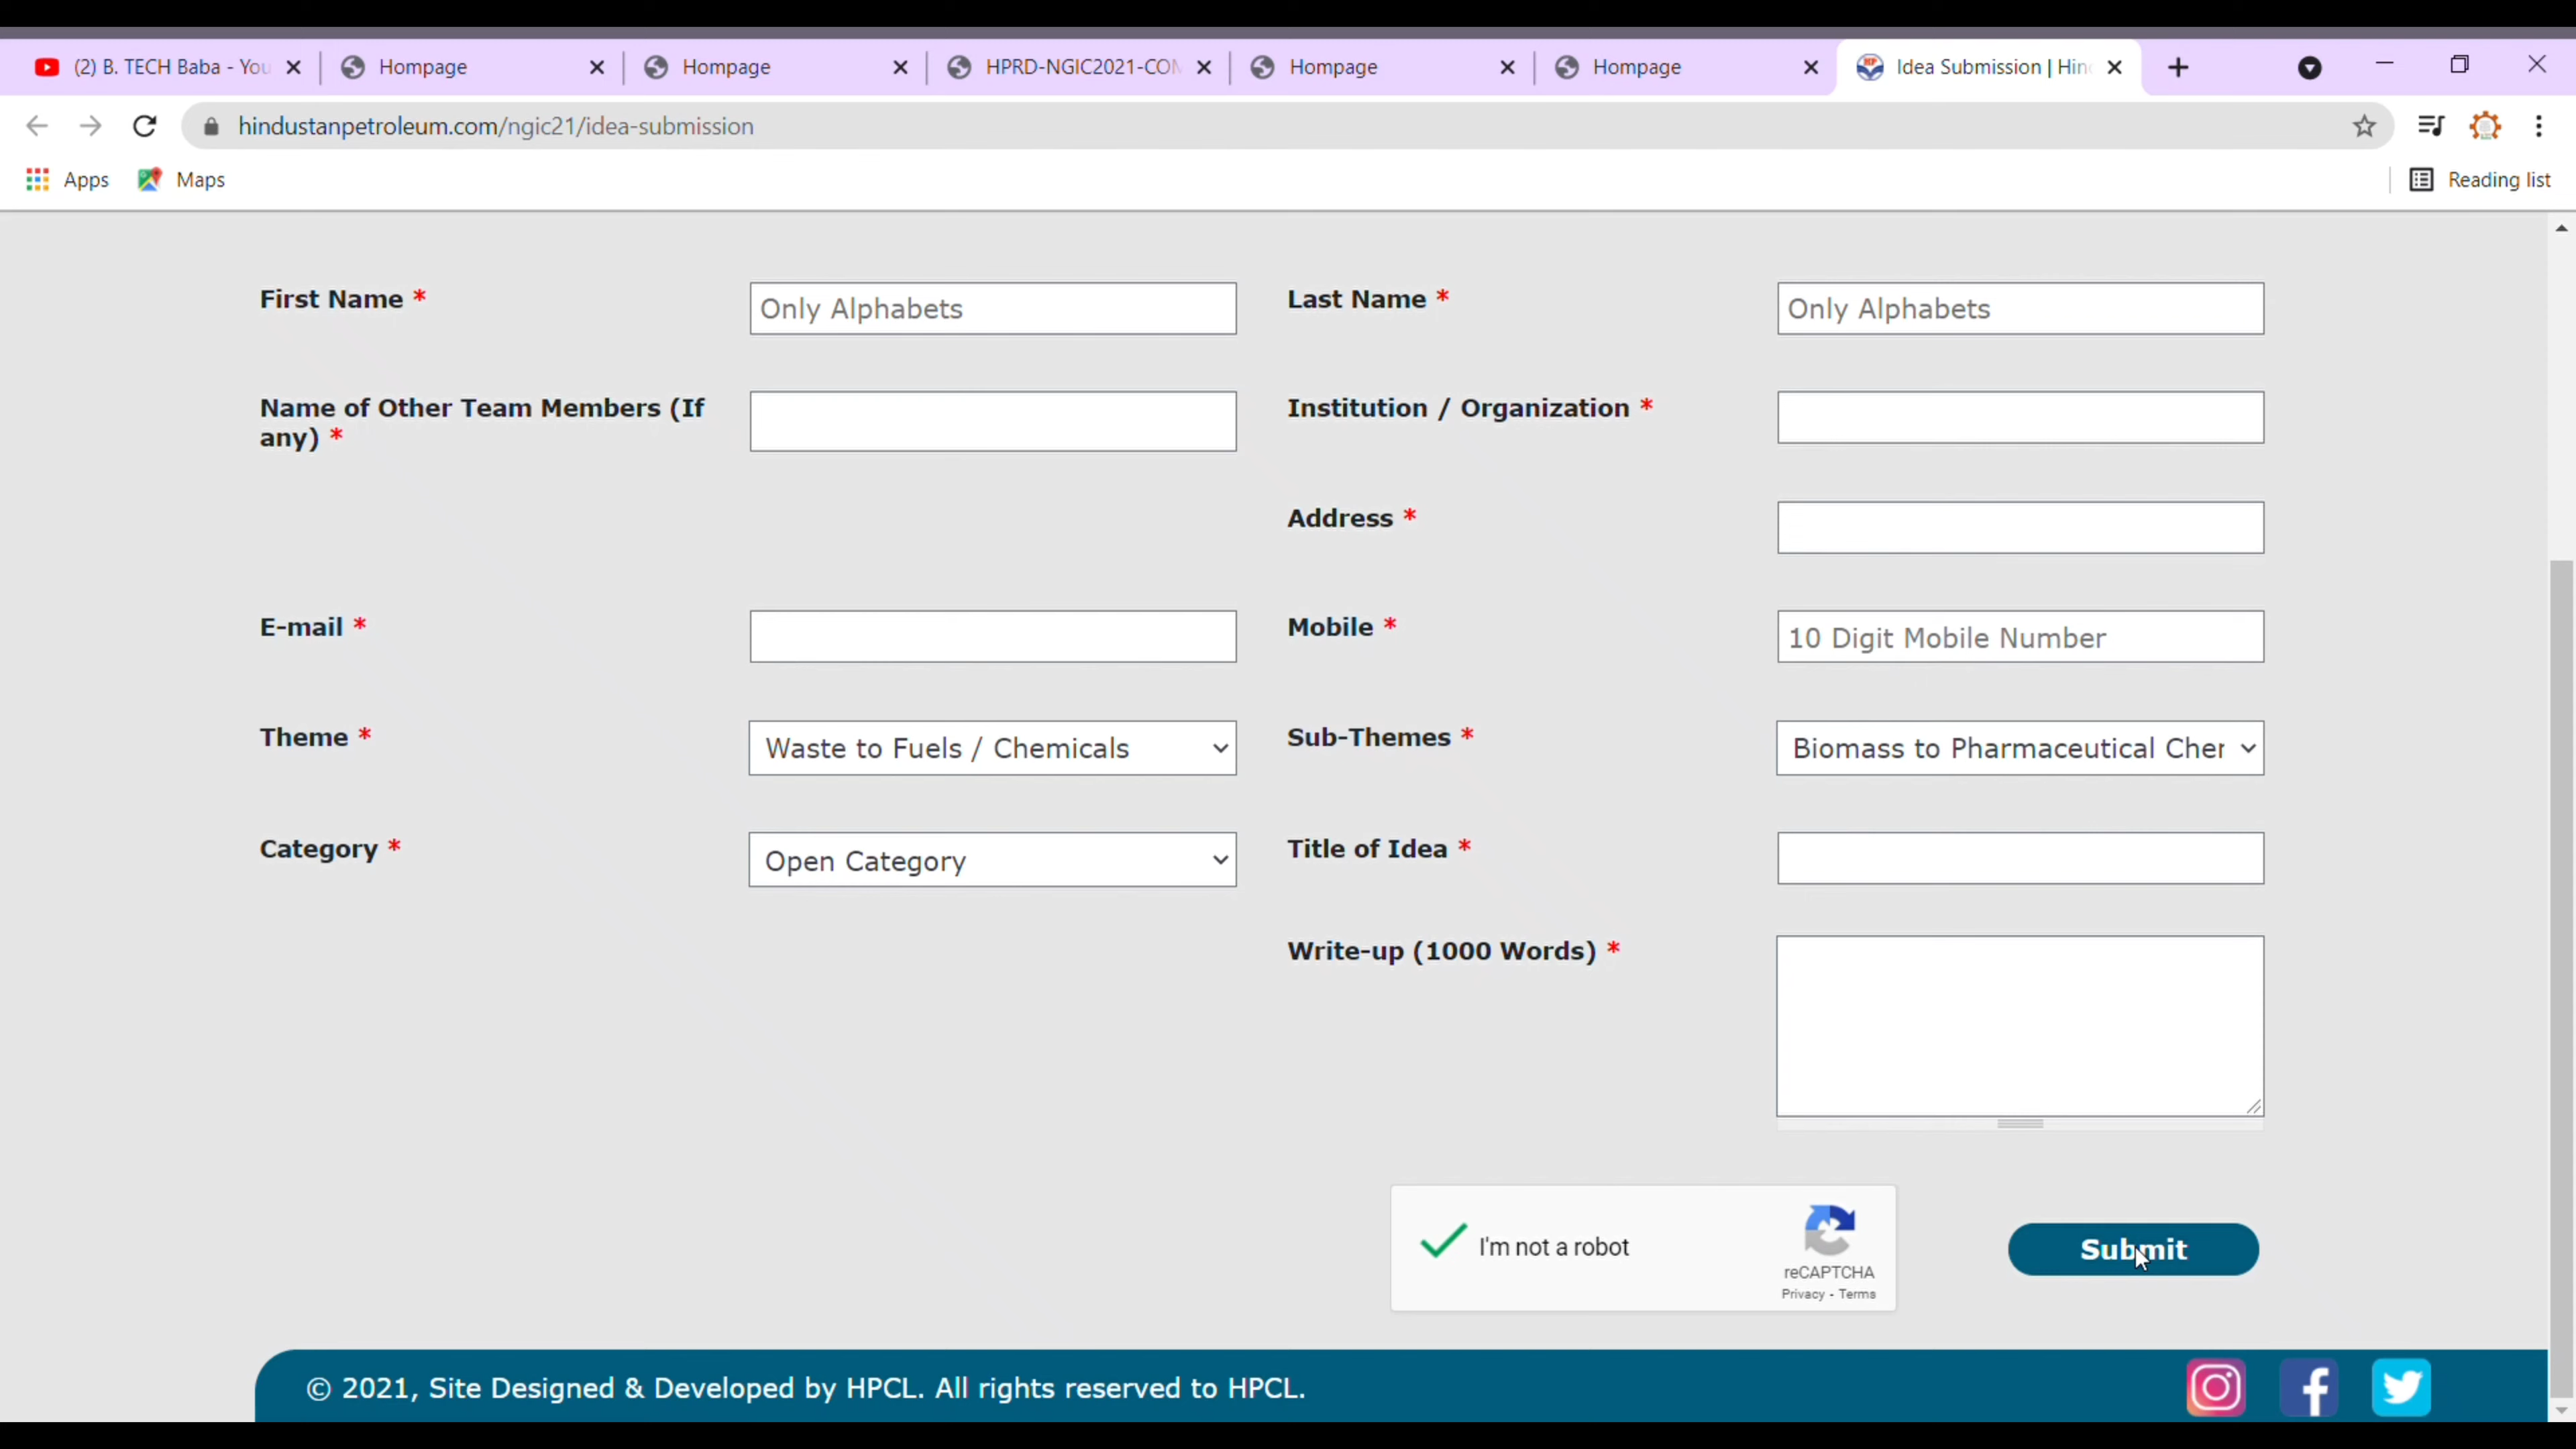 (2) B. TECH Baba - You
Hompage
Hompage
HPRD-NGIC2021-COM
Hompage
Hompage
Idea Submission | Hind
hindustanpetroleum.com/ngic21/idea-submission
Apps
Maps
Reading list
First Name *
Only Alphabets
Last Name *
Only Alphabets
Name of Other Team Members (If
any) *
Institution / Organization *
Address *
E-mail *
Mobile *
10 Digit Mobile Number
Theme *
Waste to Fuels / Chemicals
Sub-Themes *
Biomass to Pharmaceutical Cher
Category *
Open Category
Title of Idea *
Write-up (1000 Words) *
I'm not a robot
reCAPTCHA
Privacy - Terms
Submit
© 2021, Site Designed & Developed by HPCL. All rights reserved to HPCL.